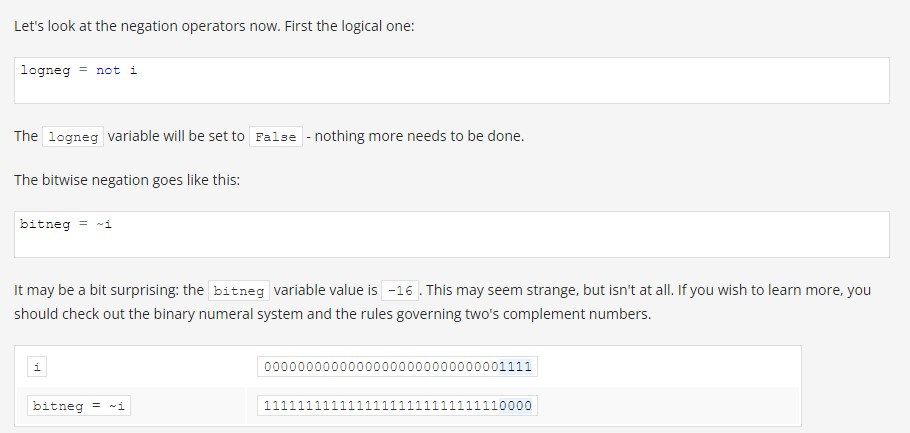 Let's look at the negation operators now. First the logical one:
logneg = not i
The logneg variable will be set to False - nothing more needs to be done.
The bitwise negation goes like this:
bitneg = ~i
It may be a bit surprising: the bitneg variable value is -16 . This may seem strange, but isn't at all. If you wish to learn more, you
should check out the binary numeral system and the rules governing two's complement numbers.
i 00000000000000000000000000001111
bitneg = ~i 11111111111111111111111111110000